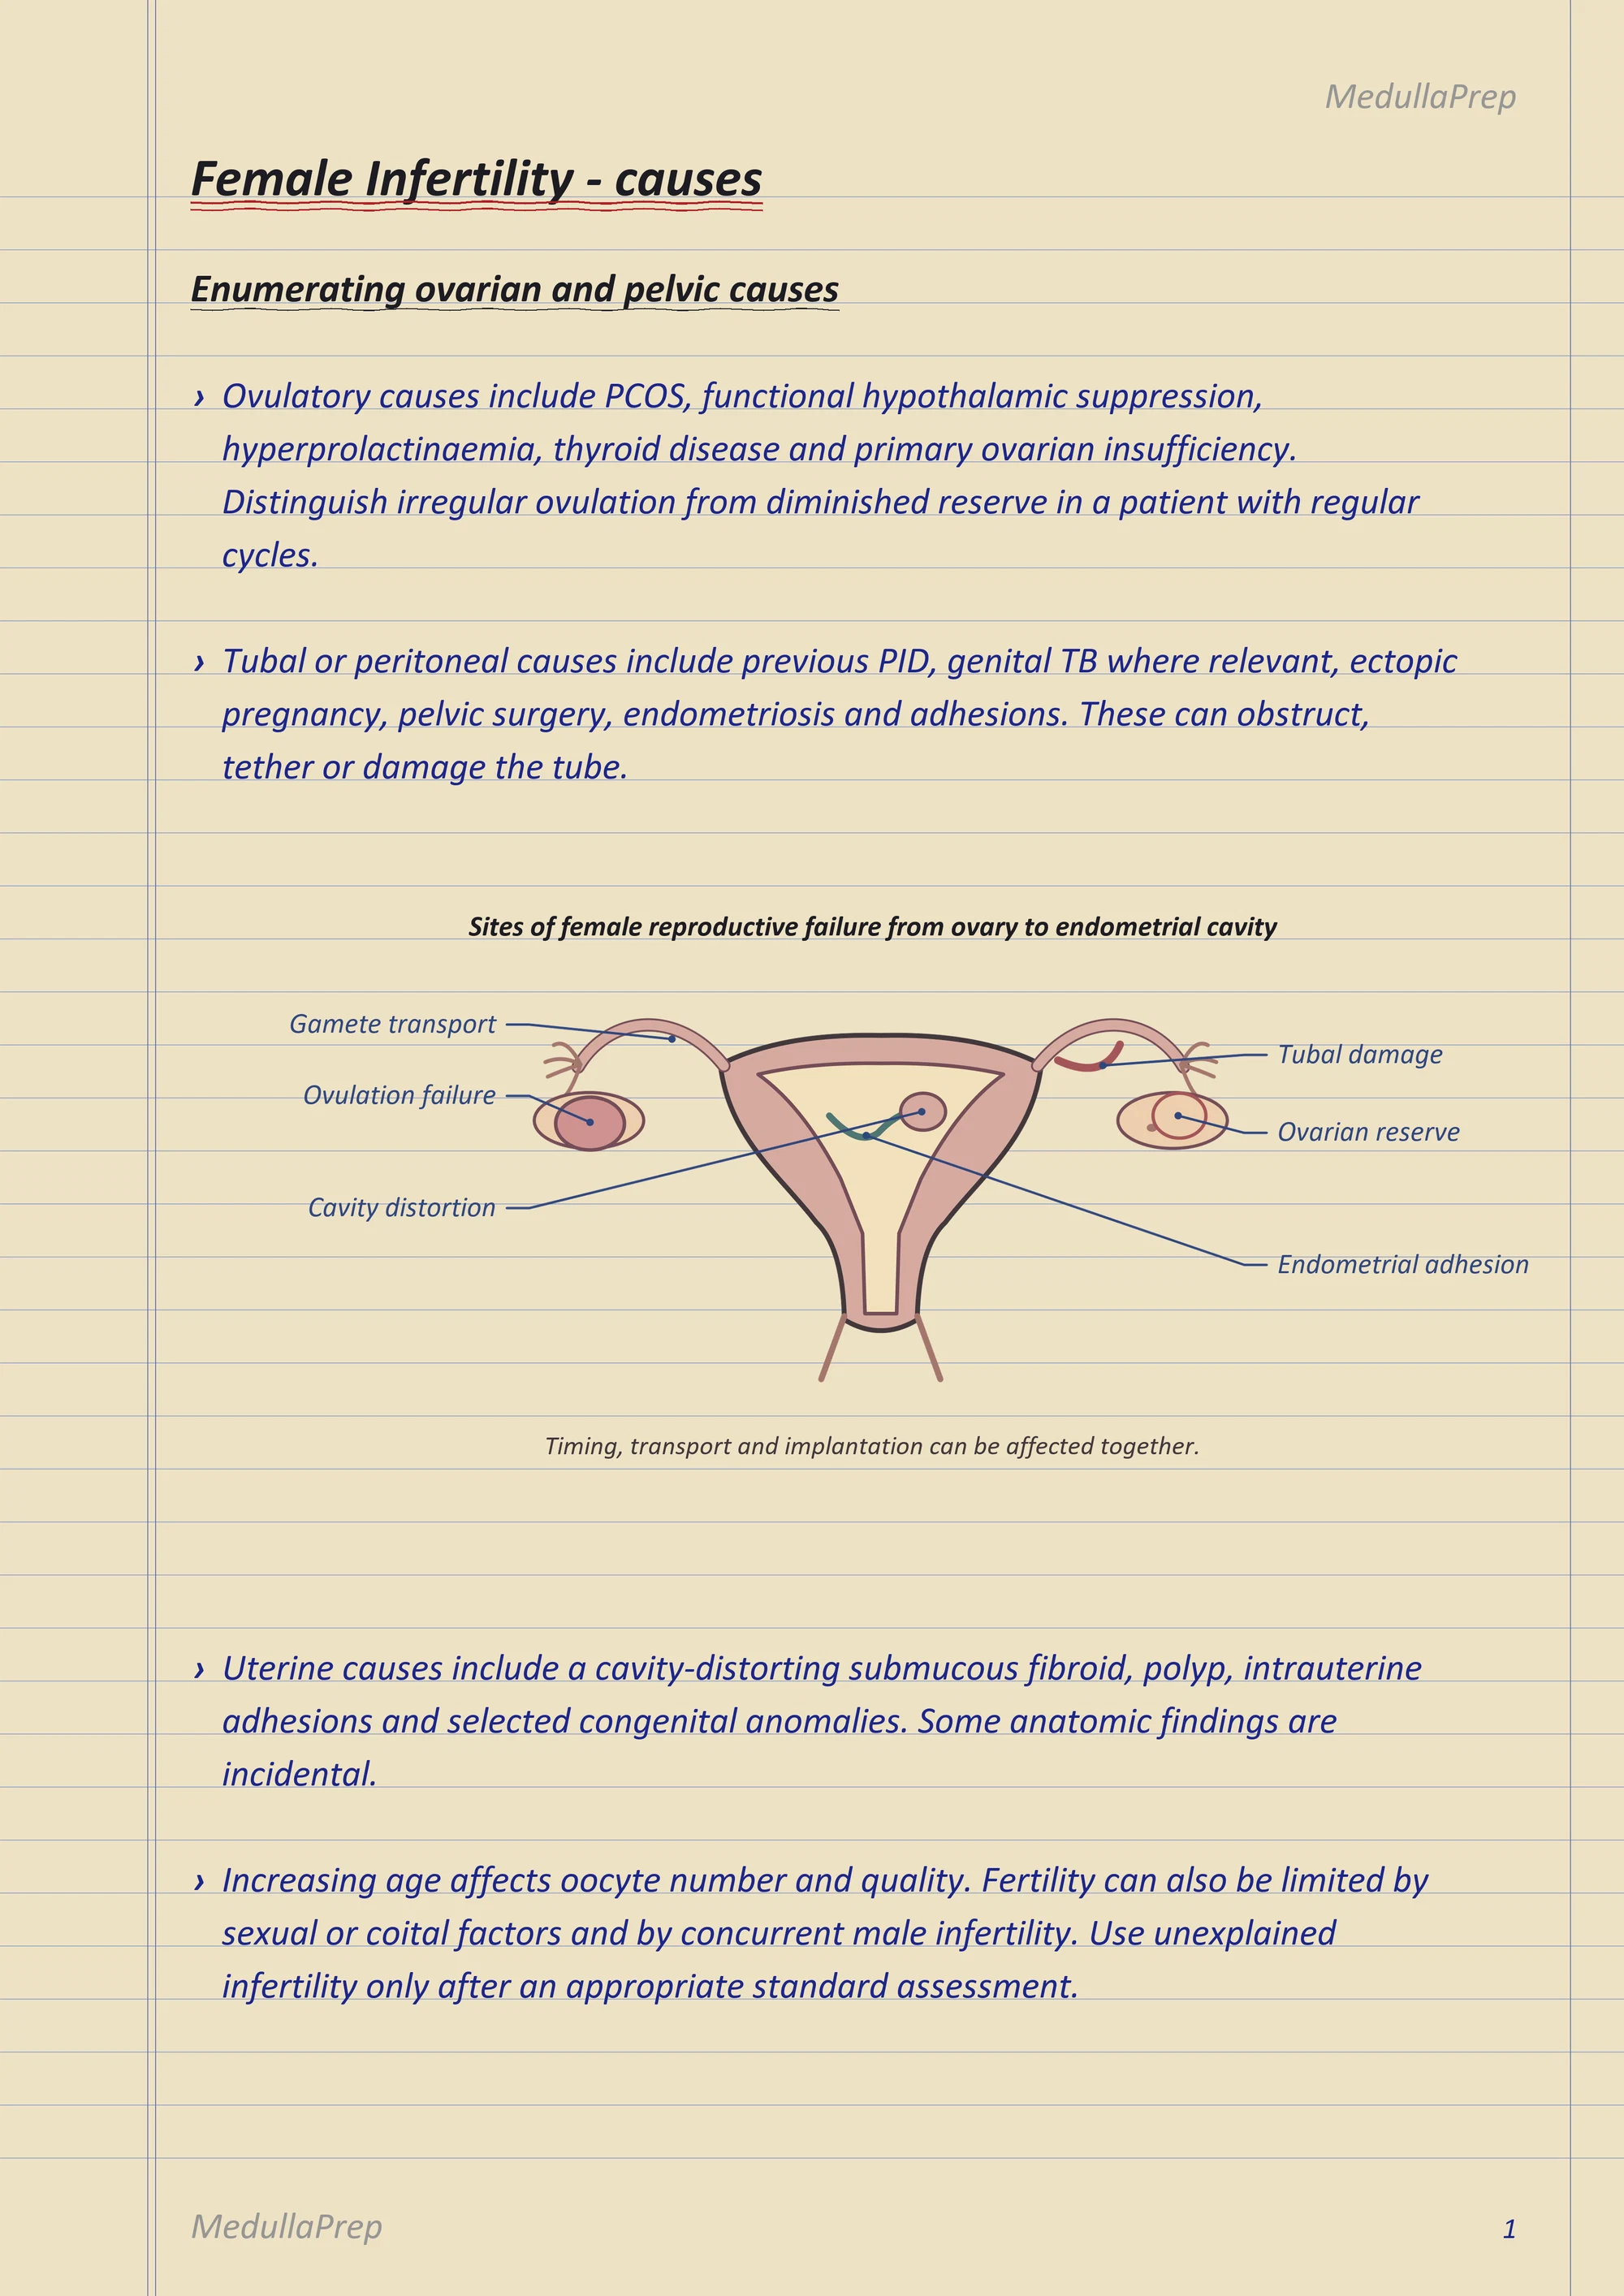 MedullaPrep
Female Infertility - causes
Enumerating ovarian and pelvic causes
› Ovulatory causes include PCOS, functional hypothalamic suppression,
hyperprolactinaemia, thyroid disease and primary ovarian insufficiency.
Distinguish irregular ovulation from diminished reserve in a patient with regular
cycles.
› Tubal or peritoneal causes include previous PID, genital TB where relevant, ectopic
pregnancy, pelvic surgery, endometriosis and adhesions. These can obstruct,
tether or damage the tube.
Sites of female reproductive failure from ovary to endometrial cavity
Gamete transport
Tubal damage
Ovulation failure
Ovarian reserve
Cavity distortion
Endometrial adhesion
Timing, transport and implantation can be affected together.
› Uterine causes include a cavity-distorting submucous fibroid, polyp, intrauterine
adhesions and selected congenital anomalies. Some anatomic findings are
incidental.
› Increasing age affects oocyte number and quality. Fertility can also be limited by
sexual or coital factors and by concurrent male infertility. Use unexplained
infertility only after an appropriate standard assessment.
MedullaPrep
1